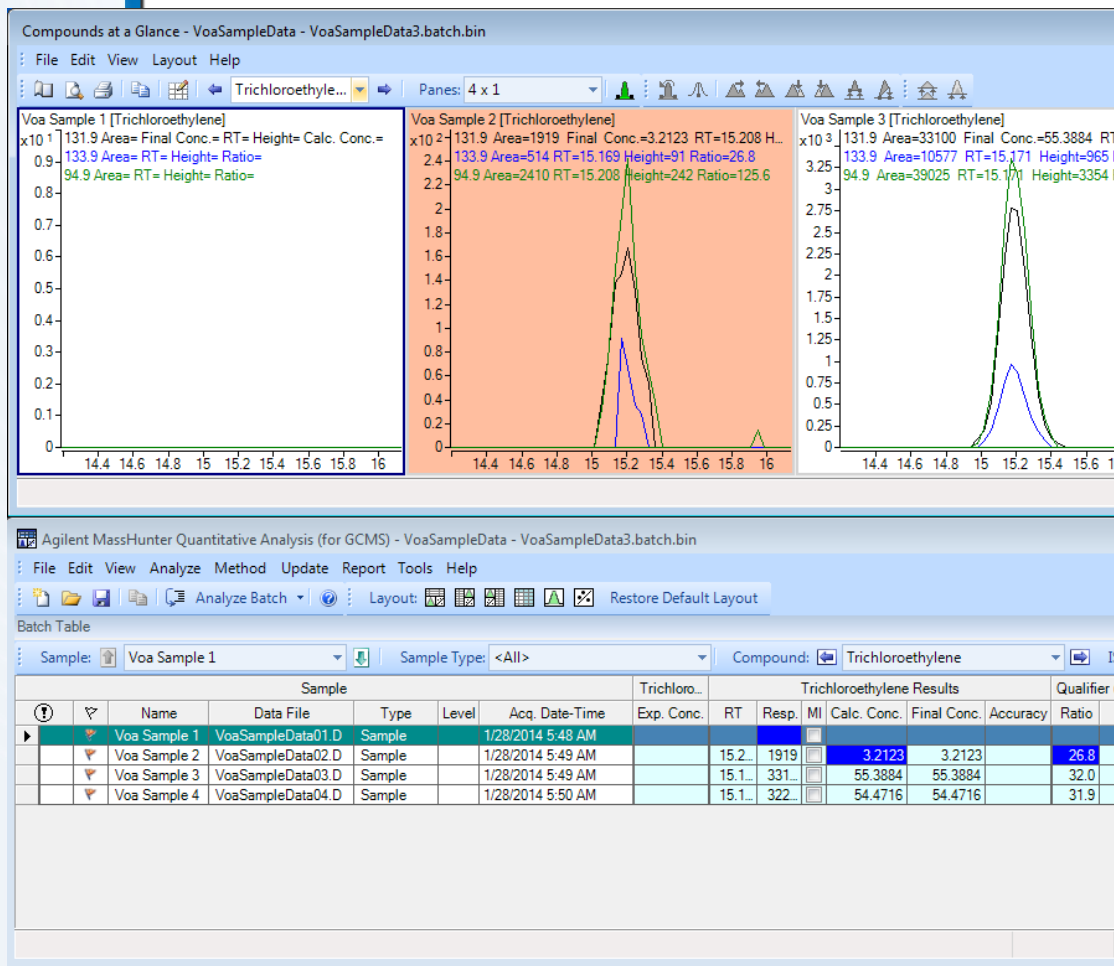 Compounds at a Glance - VoaSampleData - VoaSampleData3.batch.bin
File Edit View Layout Help
Trichloroethyle... Panes: 4 x 1
Voa Sample 1 [Trichloroethylene]
x10 1 131.9 Area= Final Conc.= RT= Height= Calc. Conc.=
133.9 Area= RT= Height= Ratio=
94.9 Area= RT= Height= Ratio=
0.9
0.8
0.7
0.6
0.5
0.4
0.3
0.2
0.1
0
14.4 14.6 14.8 15 15.2 15.4 15.6 15.8 16
Voa Sample 2 [Trichloroethylene]
x10 2 131.9 Area=1919 Final Conc.=3.2123 RT=15.208 H...
133.9 Area=514 RT=15.169 Height=91 Ratio=26.8
94.9 Area=2410 RT=15.208 Height=242 Ratio=125.6
2.4
2.2
2
1.8
1.6
1.4
1.2
1
0.8
0.6
0.4
0.2
0
14.4 14.6 14.8 15 15.2 15.4 15.6 15.8 16
Voa Sample 3 [Trichloroethylene]
x10 3 131.9 Area=33100 Final Conc.=55.3884 RT
133.9 Area=10577 RT=15.171 Height=965
94.9 Area=39025 RT=15.171 Height=3354
3.25
3
2.75
2.5
2.25
2
1.75
1.5
1.25
1
0.75
0.5
0.25
0
14.4 14.6 14.8 15 15.2 15.4 15.6 1
Agilent MassHunter Quantitative Analysis (for GCMS) - VoaSampleData - VoaSampleData3.batch.bin
File Edit View Analyze Method Update Report Tools Help
Analyze Batch Layout: Restore Default Layout
Batch Table
Sample: Voa Sample 1 Sample Type: <All> Compound: Trichloroethylene IS
Sample Trichloro... Trichloroethylene Results Qualifier
Name Data File Type Level Acq. Date-Time Exp. Conc. RT Resp. MI Calc. Conc. Final Conc. Accuracy Ratio
Voa Sample 1 VoaSampleData01.D Sample 1/28/2014 5:48 AM
Voa Sample 2 VoaSampleData02.D Sample 1/28/2014 5:49 AM 15.2... 1919 3.2123 3.2123 26.8
Voa Sample 3 VoaSampleData03.D Sample 1/28/2014 5:49 AM 15.1... 331... 55.3884 55.3884 32.0
Voa Sample 4 VoaSampleData04.D Sample 1/28/2014 5:50 AM 15.1... 322... 54.4716 54.4716 31.9